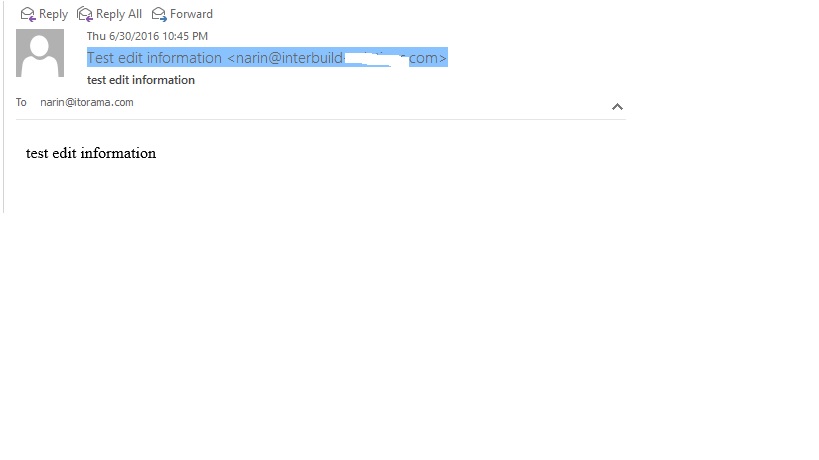 Reply Reply All Forward
Thu 6/30/2016 10:45 PM
Test edit information <narin@interbuild .com>
test edit information
To narin@itorama.com
test edit information